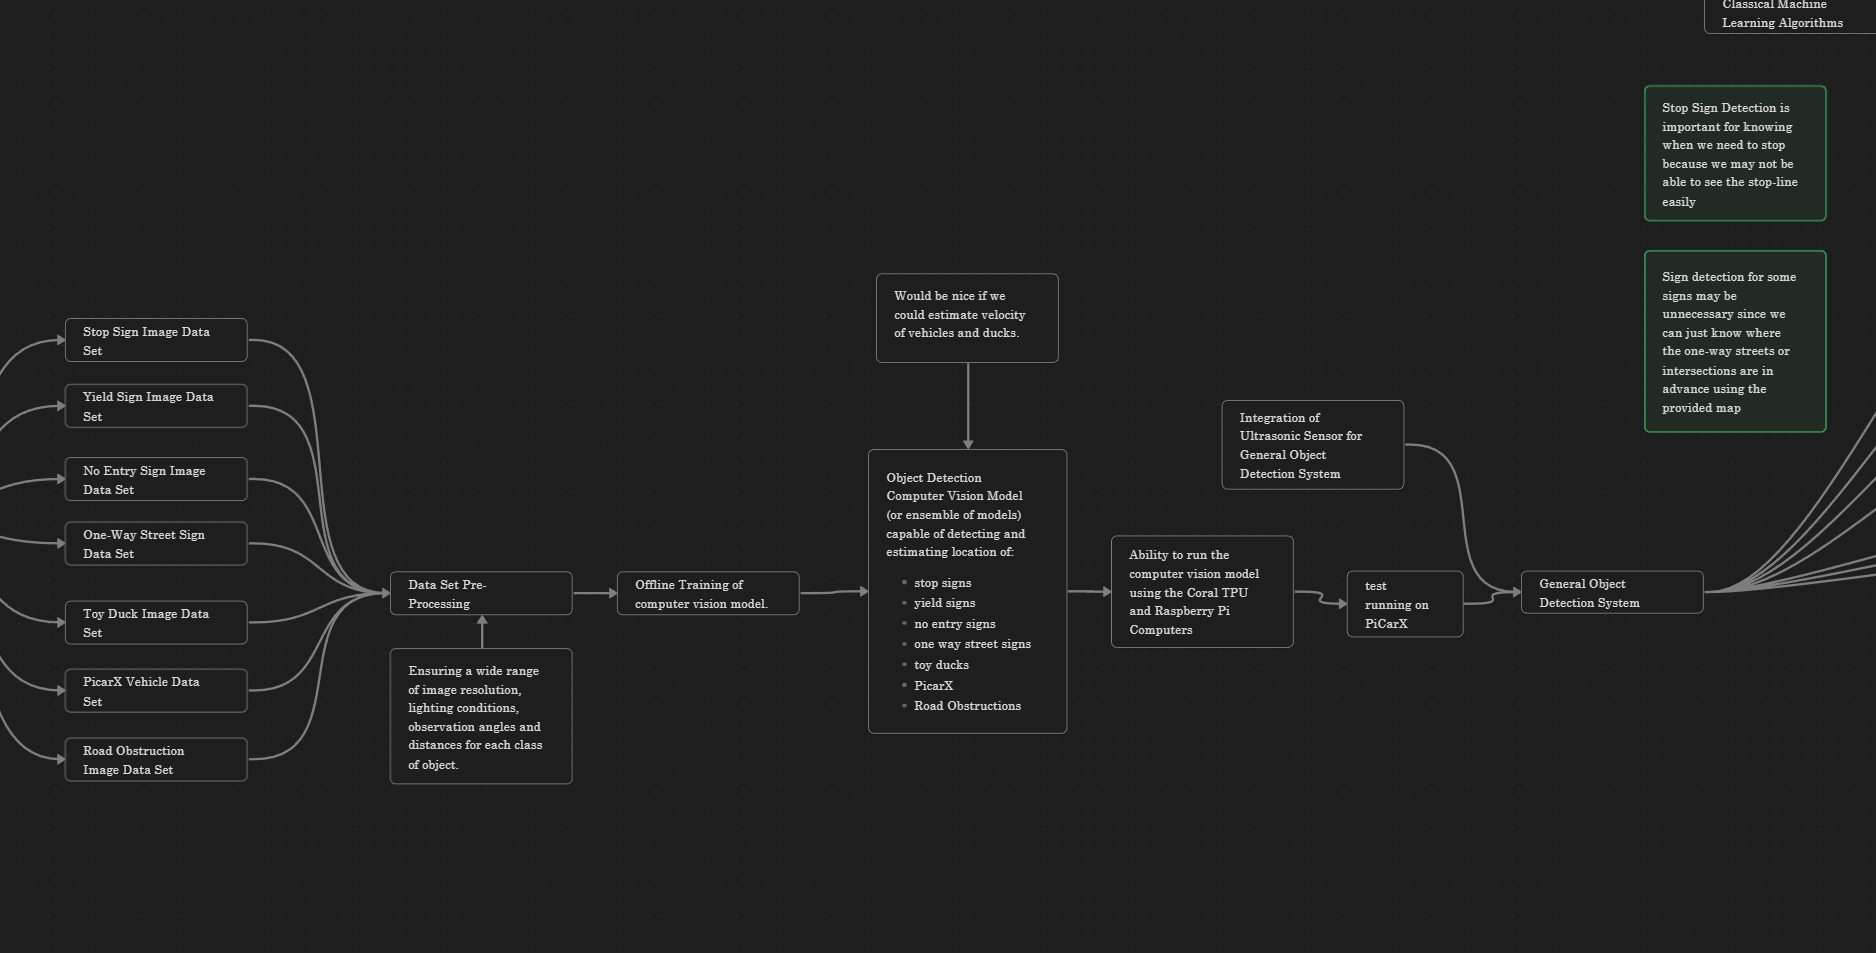 Classical Machine
Learning Algorithms
Stop Sign Detection is
important for knowing
when we need to stop
because we may not be
able to see the stop-line
easily
Sign detection for some
signs may be
unnecessary since we
can just know where
the one-way streets or
intersections are in
advance using the
provided map
Stop Sign Image Data
Set
Yield Sign Image Data
Set
No Entry Sign Image
Data Set
One-Way Street Sign
Data Set
Toy Duck Image Data
Set
PicarX Vehicle Data
Set
Road Obstruction
Image Data Set
Data Set Pre-
Processing
Ensuring a wide range
of image resolution,
lighting conditions,
observation angles and
distances for each class
of object.
Offline Training of
computer vision model.
Would be nice if we
could estimate velocity
of vehicles and ducks.
Object Detection
Computer Vision Model
(or ensemble of models)
capable of detecting and
estimating location of:
stop signs
yield signs
no entry signs
one way street signs
toy ducks
PicarX
Road Obstructions
Ability to run the
computer vision model
using the Coral TPU
and Raspberry Pi
Computers
Integration of
Ultrasonic Sensor for
General Object
Detection System
test
running on
PiCarX
General Object
Detection System